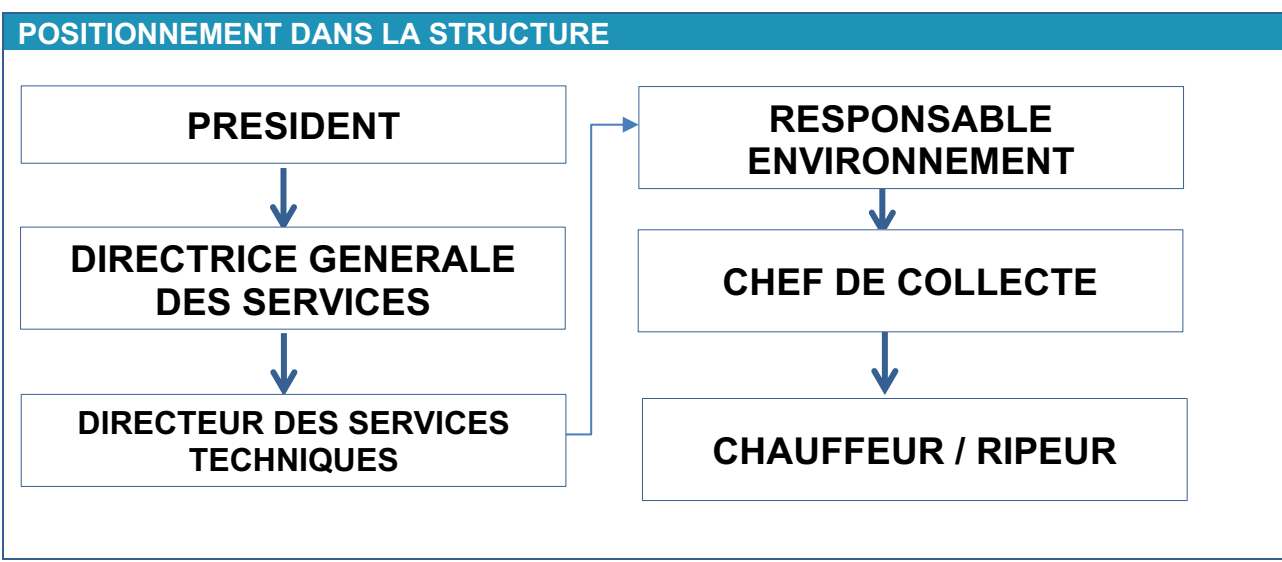 POSITIONNEMENT DANS LA STRUCTURE
PRESIDENT
DIRECTRICE GENERALE
DES SERVICES
DIRECTEUR DES SERVICES
TECHNIQUES
RESPONSABLE
ENVIRONNEMENT
CHEF DE COLLECTE
CHAUFFEUR / RIPEUR